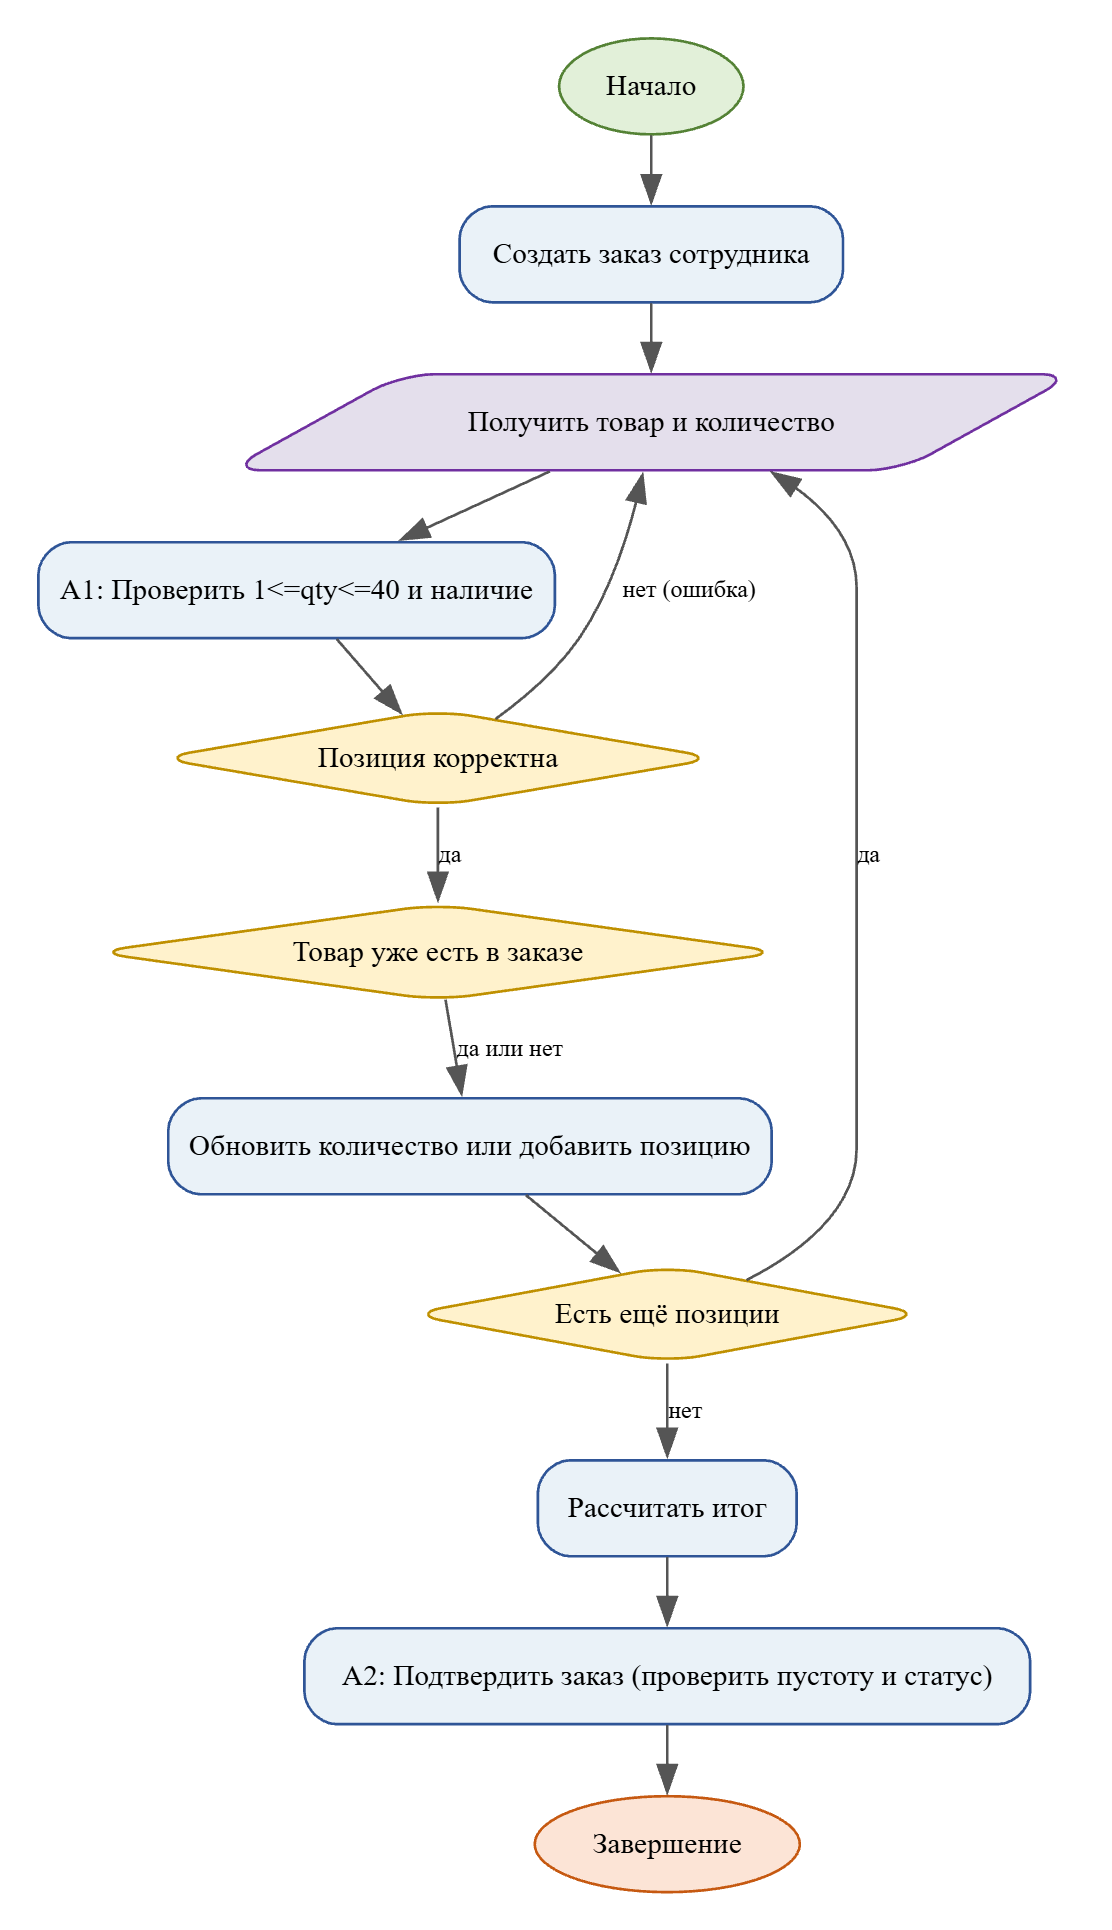 Начало
Создать заказ сотрудника
Получить товар и количество
А1: Проверить 1<=qty<=40 и наличие
нет (ошибка)
Позиция корректна
да
да
Товар уже есть в заказе
да или нет
Обновить количество или добавить позицию
Есть ещё позиции
нет
Рассчитать итог
А2: Подтвердить заказ (проверить пустоту и статус)
Завершение